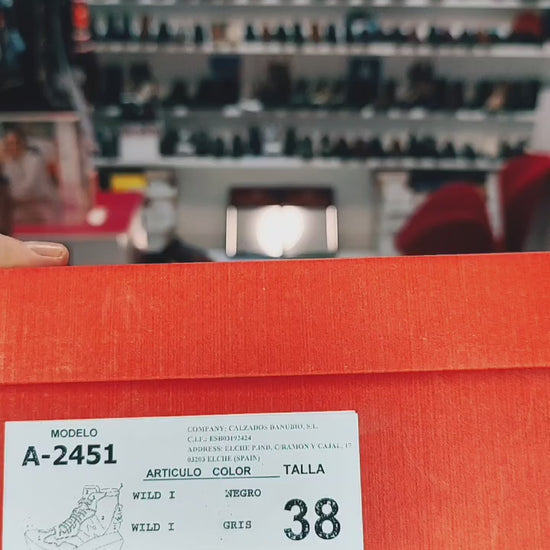 MODELO
A-2451
COMPANY: CALZADOS DANUBIO, S.L.
C.I.F.: ESB03192424
ADDRESS: ELCHE P.IND. C/RAMON Y CAJAL, 17
03203 ELCHE (SPAIN)
ARTICULO COLOR TALLA
WILD I NEGRO
WILD I GRIS
38